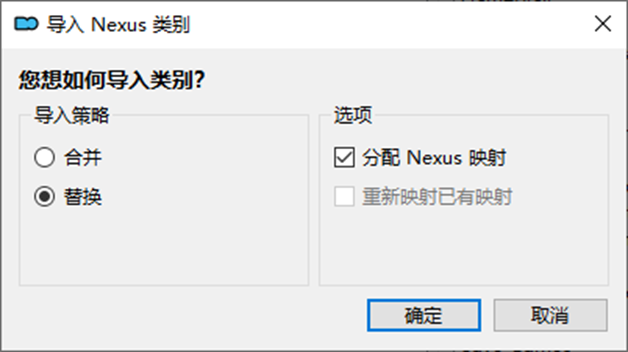 导入 Nexus 类别
您想如何导入类别?
导入策略
选项
合并
分配 Nexus 映射
替换
重新映射已有映射
确定
取消